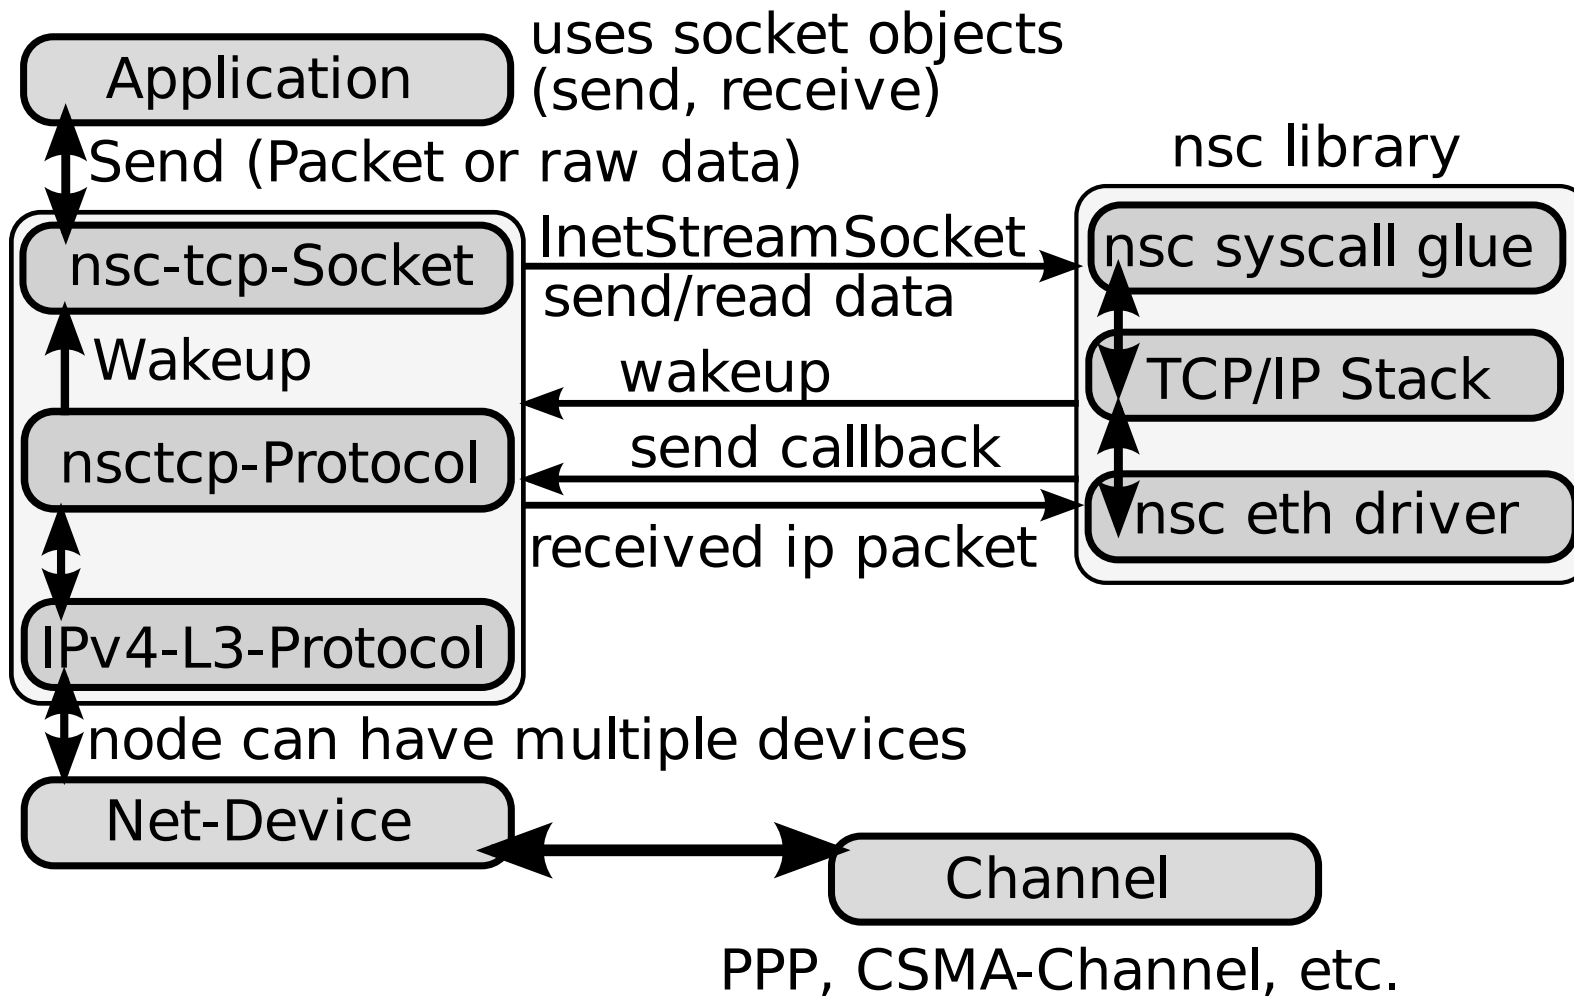 Application
uses socket objects
(send, receive)
Send (Packet or raw data)
nsc library
nsc-tcp-Socket
InetStreamSocket
send/read data
nsc syscall glue
Wakeup
wakeup
TCP/IP Stack
nsctcp-Protocol
send callback
received ip packet
nsc eth driver
IPv4-L3-Protocol
node can have multiple devices
Net-Device
Channel
PPP, CSMA-Channel, etc.